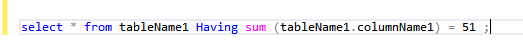 select * from tableName1 Having sum (tableName1.columnName1) = 51 ;